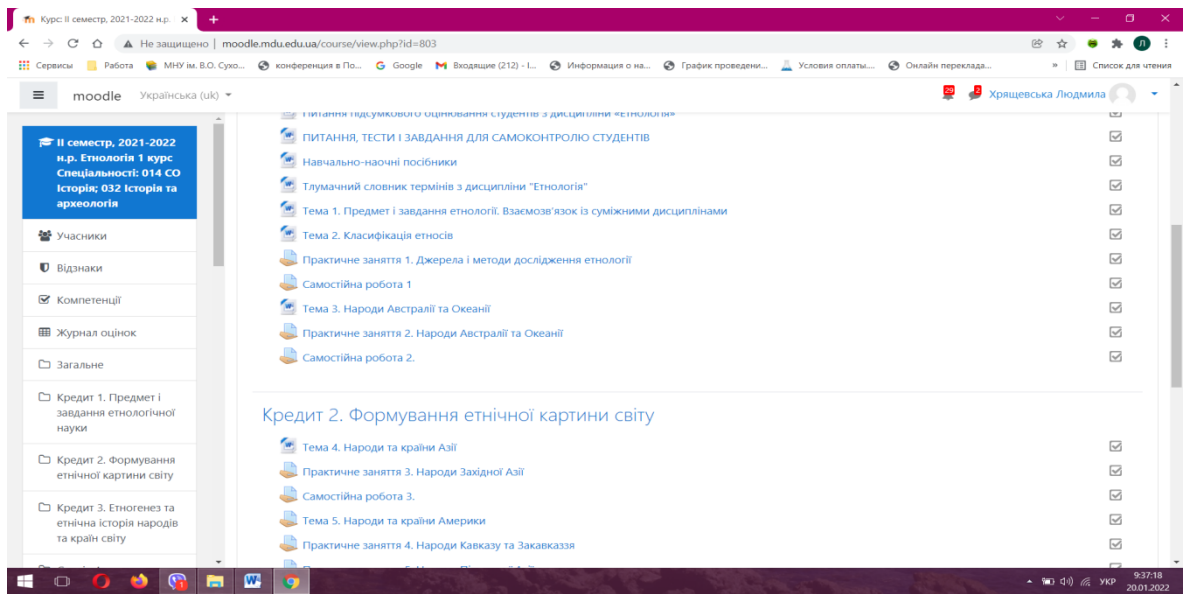 Курс: II семестр, 2021-2022 н.р.
Не защищено | moodle.mdu.edu.ua/course/view.php?id=803
Л
Сервисы Работа МНУ ім. В.О. Сухо... конференция в По... Google Входящие (212) - I... Информация о на... График проведени... Условия оплаты.... Онлайн переклада... » Список для чтения
moodle Українська (uk) 29 2 Хрящевська Людмила
II семестр, 2021-2022
н.р. Етнологія 1 курс
Спеціальності: 014 СО
Історія; 032 Історія та
археологія
Учасники
Відзнаки
Компетенції
Журнал оцінок
Загальне
Кредит 1. Предмет і
завдання етнологічної
науки
Кредит 2. Формування
етнічної картини світу
Кредит 3. Етногенез та
етнічна історія народів
та країн світу
Питання підсумкового оцінювання студентів з дисципліни «Етнологія»
ПИТАННЯ, ТЕСТИ І ЗАВДАННЯ ДЛЯ САМОКОНТРОЛЮ СТУДЕНТІВ
Навчально-наочні посібники
Тлумачний словник термінів з дисципліни "Етнологія"
Тема 1. Предмет і завдання етнології. Взаємозв'язок із суміжними дисциплінами
Тема 2. Класифікація етносів
Практичне заняття 1. Джерела і методи дослідження етнології
Самостійна робота 1
Тема 3. Народи Австралії та Океанії
Практичне заняття 2. Народи Австралії та Океанії
Самостійна робота 2.
Кредит 2. Формування етнічної картини світу
Тема 4. Народи та країни Азії
Практичне заняття 3. Народи Західної Азії
Самостійна робота 3.
Тема 5. Народи та країни Америки
Практичне заняття 4. Народи Кавказу та Закавказзя
УКР
9:37:18
20.01.2022